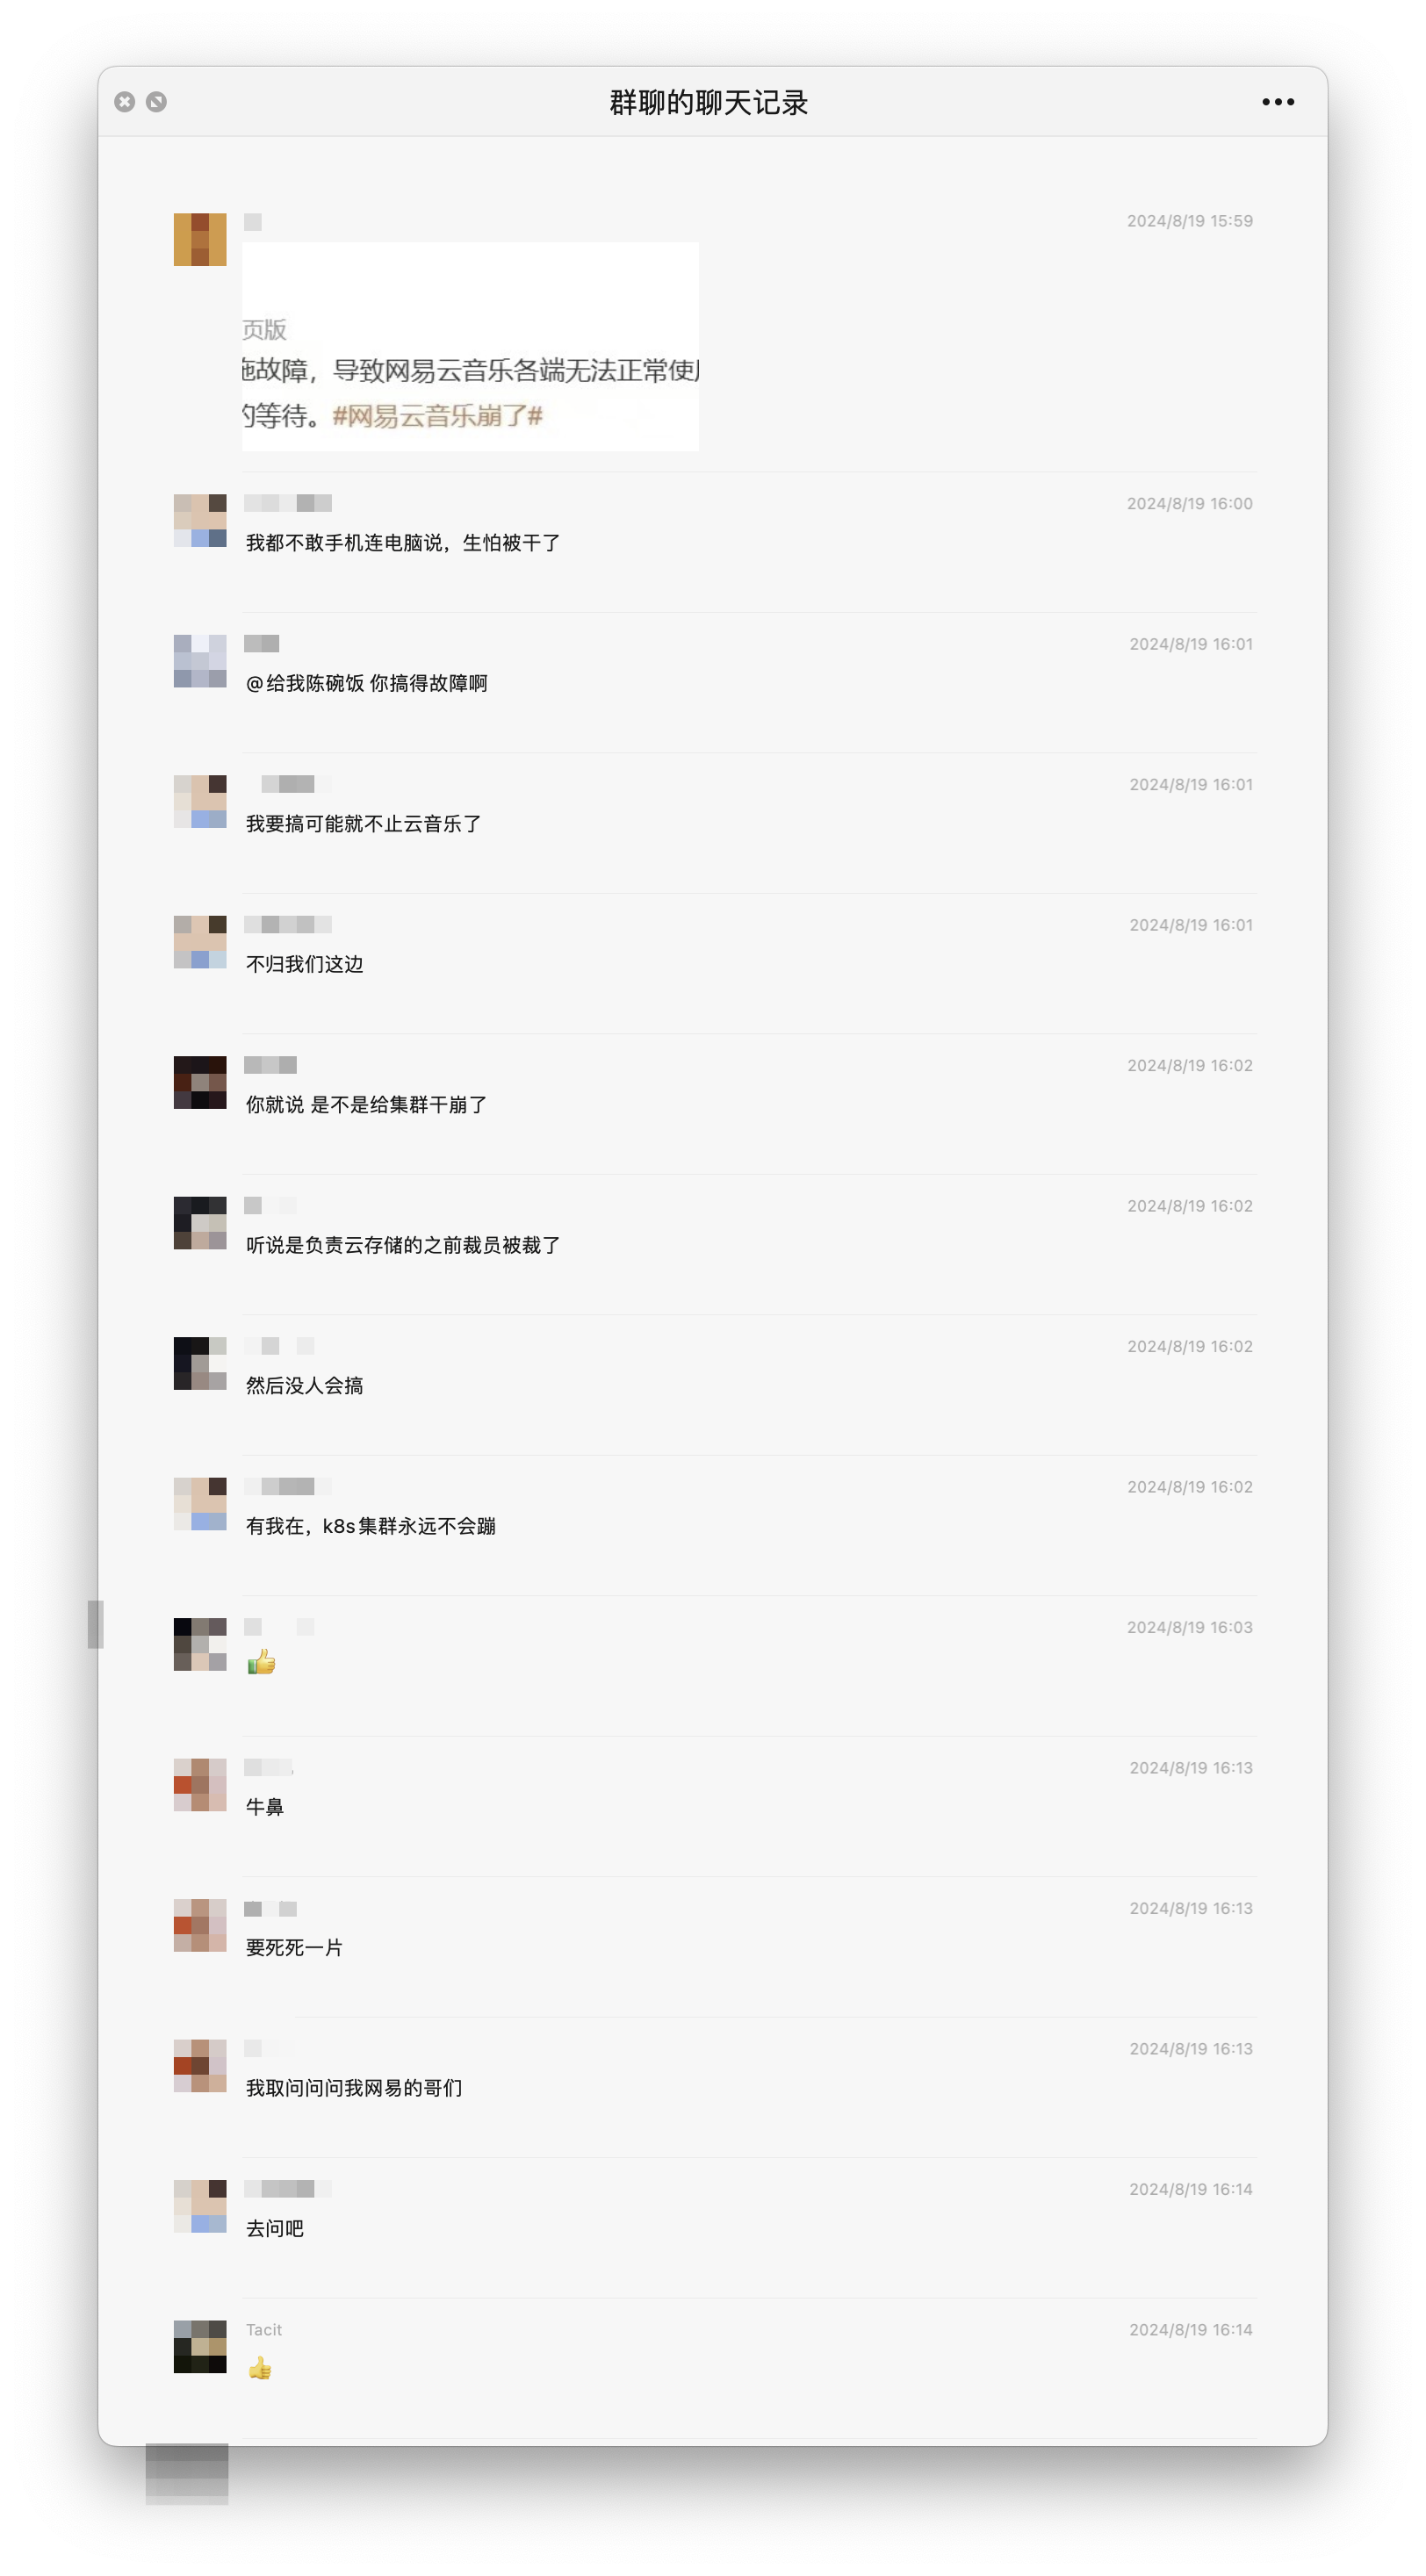 群聊的聊天记录
2024/8/19 15:59
页版
施故障，导致网易云音乐各端无法正常使用
的等待。#网易云音乐崩了#
2024/8/19 16:00
我都不敢手机连电脑说，生怕被干了
2024/8/19 16:01
@给我陈碗饭 你搞得故障啊
2024/8/19 16:01
我要搞可能就不止云音乐了
2024/8/19 16:01
不归我们这边
2024/8/19 16:02
你就说 是不是给集群干崩了
2024/8/19 16:02
听说是负责云存储的之前裁员被裁了
2024/8/19 16:02
然后没人会搞
2024/8/19 16:02
有我在，k8s集群永远不会蹦
2024/8/19 16:03
2024/8/19 16:13
牛鼻
2024/8/19 16:13
要死死一片
2024/8/19 16:13
我取问问问我网易的哥们
2024/8/19 16:14
去问吧
Tacit
2024/8/19 16:14